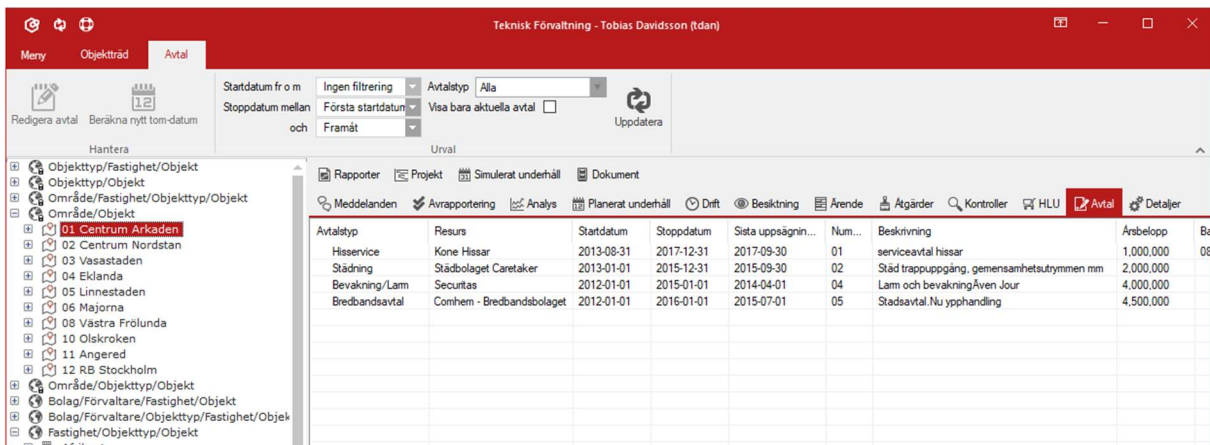 Teknisk Förvaltning - Tobias Davidsson (tdan)
Meny Objektträd Avtal
Redigera avtal Beräkna nytt tom-datum
Hantera
Startdatum fr o m Ingen filtrering Avtalstyp Alla
Stoppdatum mellan Första startdatum Visa bara aktuella avtal
och Framåt
Uppdatera
Urval
Objekttyp/Fastighet/Objekt
Objekttyp/Objekt
Område/Fastighet/Objekttyp/Objekt
Område/Objekt
01 Centrum Arkaden
02 Centrum Nordstan
03 Vasastaden
04 Eklanda
05 Linnestaden
06 Majorna
08 Västra Frölunda
10 Olskroken
11 Angered
12 RB Stockholm
Område/Objekttyp/Objekt
Bolag/Förvaltare/Fastighet/Objekt
Bolag/Förvaltare/Objekttyp/Fastighet/Objek
Fastighet/Objekttyp/Objekt
Rapporter Projekt Simulerat underhåll Dokument
Meddelanden Avrapportering Analys Planerat underhåll Drift Besiktning Ärende Åtgärder Kontroller HLU Avtal Detaljer
Avtalstyp Resurs Startdatum Stoppdatum Sista uppsägnin... Num... Beskrivning Årsbelopp Ba
Hisservice Kone Hissar 2013-08-31 2017-12-31 2017-09-30 01 serviceavtal hissar 1,000,000 08
Städning Städbolaget Caretaker 2013-01-01 2015-12-31 2015-09-30 02 Städ trappuppgång, gemensamhetsutrymmen mm 2,000,000
Bevakning/Larm Securitas 2012-01-01 2015-01-01 2014-04-01 04 Larm och bevakningÄven Jour 4,000,000
Bredbandsavtal Comhem - Bredbandsbolaget 2012-01-01 2016-01-01 2015-07-01 05 Stadsavtal.Nu ypphandling 4,500,000